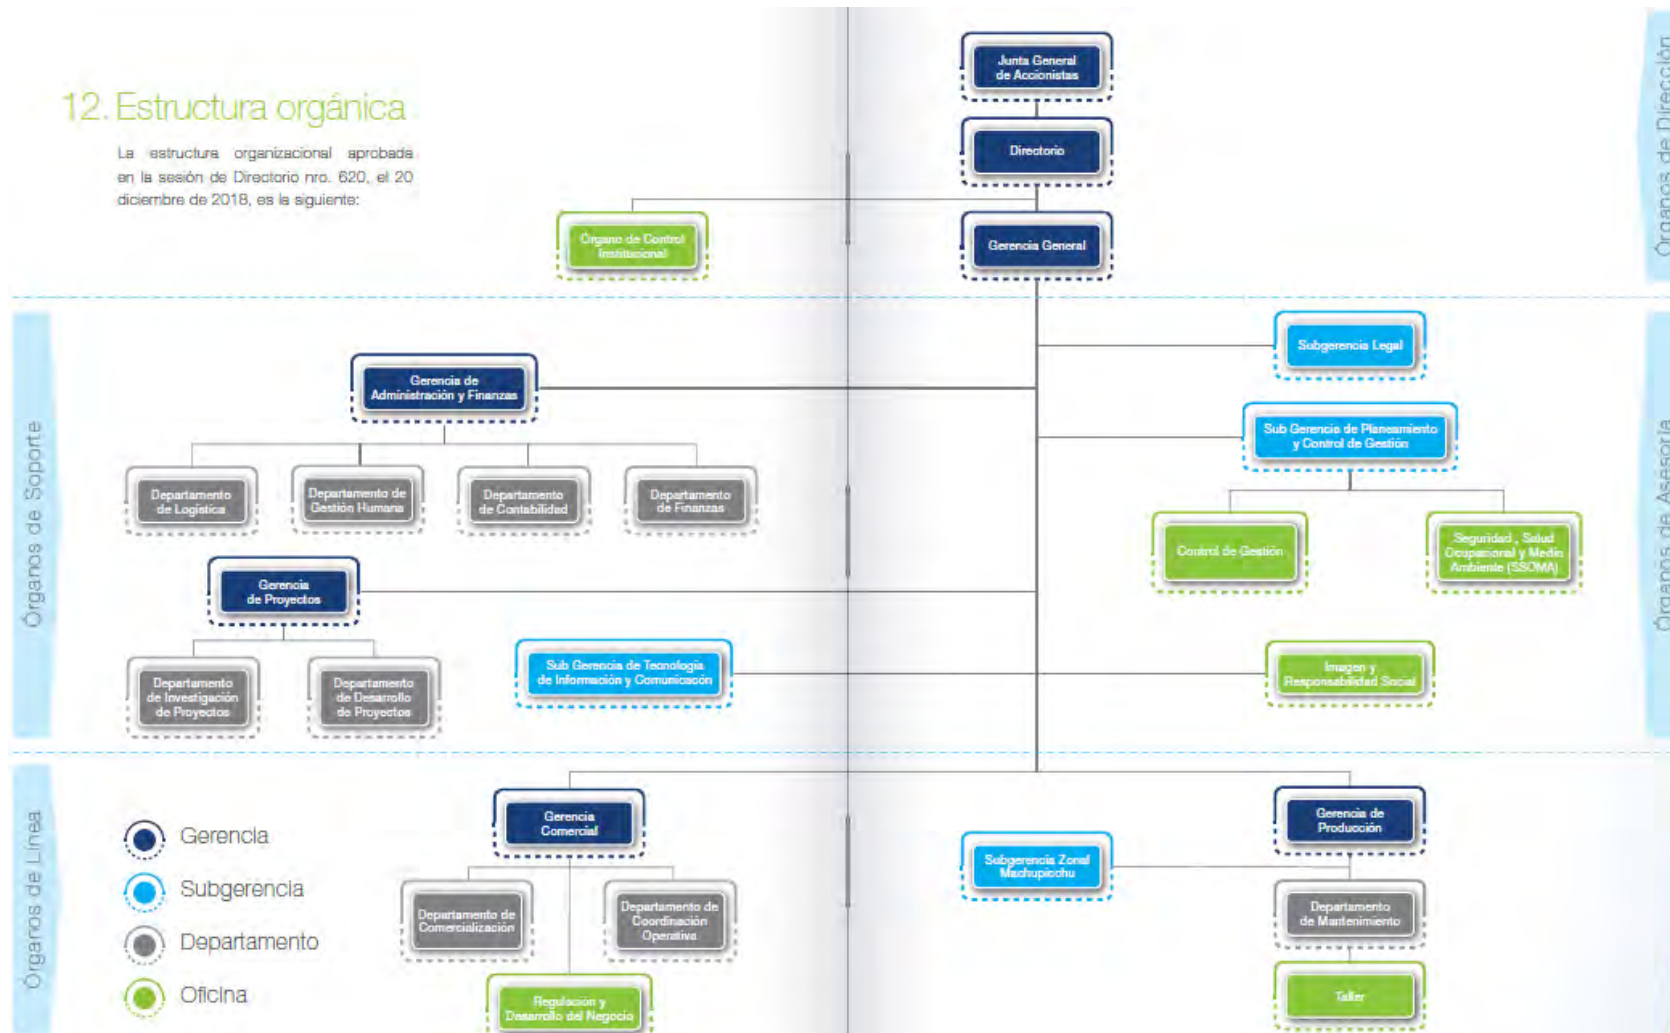 12. Estructura orgánica
La estructura organizacional aprobada
en la sesión de Directorio nro. 620, el 20
diciembre de 2018, es la siguiente:
Junta General
de Accionistas
Directorio
Órgano de Control
Institucional
Gerencia General
Órganos de Dirección
Órganos de Soporte
Gerencia de
Administración y Finanzas
Departamento
de Logística
Departamento de
Gestión Humana
Departamento
de Contabilidad
Departamento
de Finanzas
Gerencia
de Proyectos
Departamento
de Investigación
de Proyectos
Departamento
de Desarrollo
de Proyectos
Sub Gerencia de Tecnología
de Información y Comunicación
Subgerencia Legal
Sub Gerencia de Planeamiento
y Control de Gestión
Control de Gestión
Seguridad , Salud
Ocupacional y Medio
Ambiente (SSOMA)
Imagen y
Responsabilidad Social
Órganos de Asesoría
Órganos de Línea
Gerencia
Subgerencia
Departamento
Oficina
Gerencia
Comercial
Departamento de
Comercialización
Departamento de
Coordinación
Operativa
Regulación y
Desarrollo del Negocio
Gerencia de
Producción
Subgerencia Zonal
Machupicchu
Departamento
de Mantenimiento
Taller